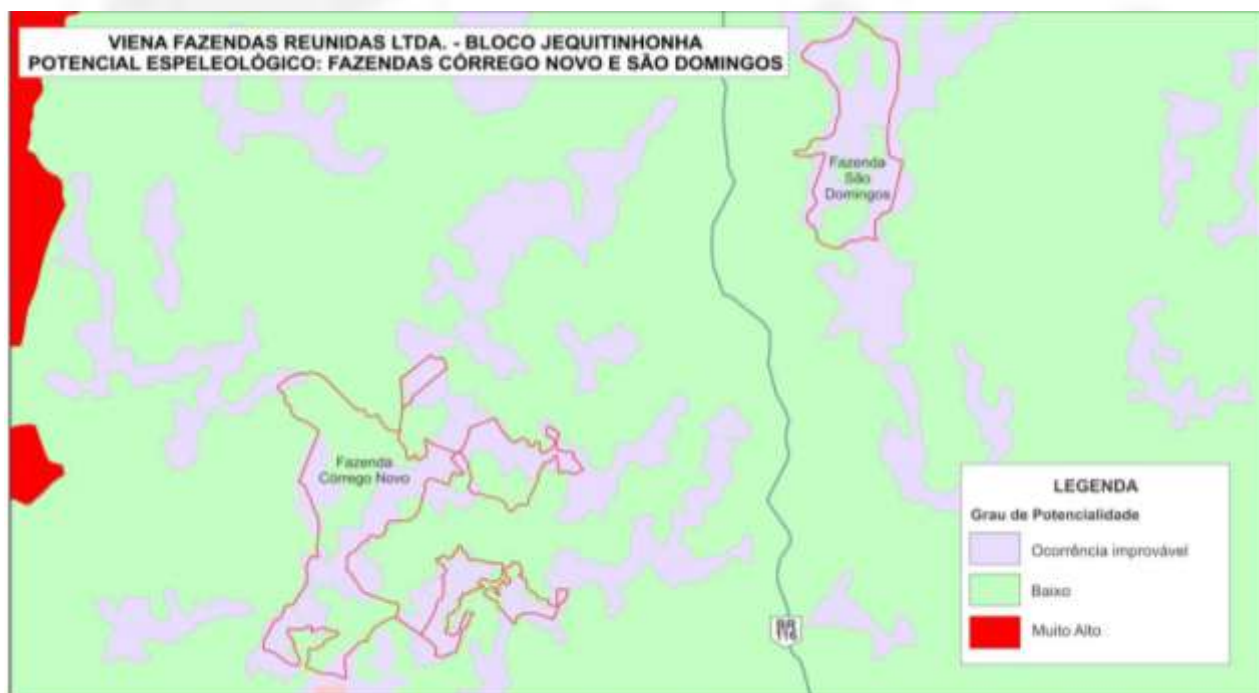 VIENA FAZENDAS REUNIDAS LTDA. - BLOCO JEQUITINHONHA
POTENCIAL ESPELEOLÓGICO: FAZENDAS CÓRREGO NOVO E SÃO DOMINGOS
Fazenda
São
Domingos
Fazenda
Córrego Novo
LEGENDA
Grau de Potencialidade
Ocorrência improvável
Baixo
Muito Alto
BR
116